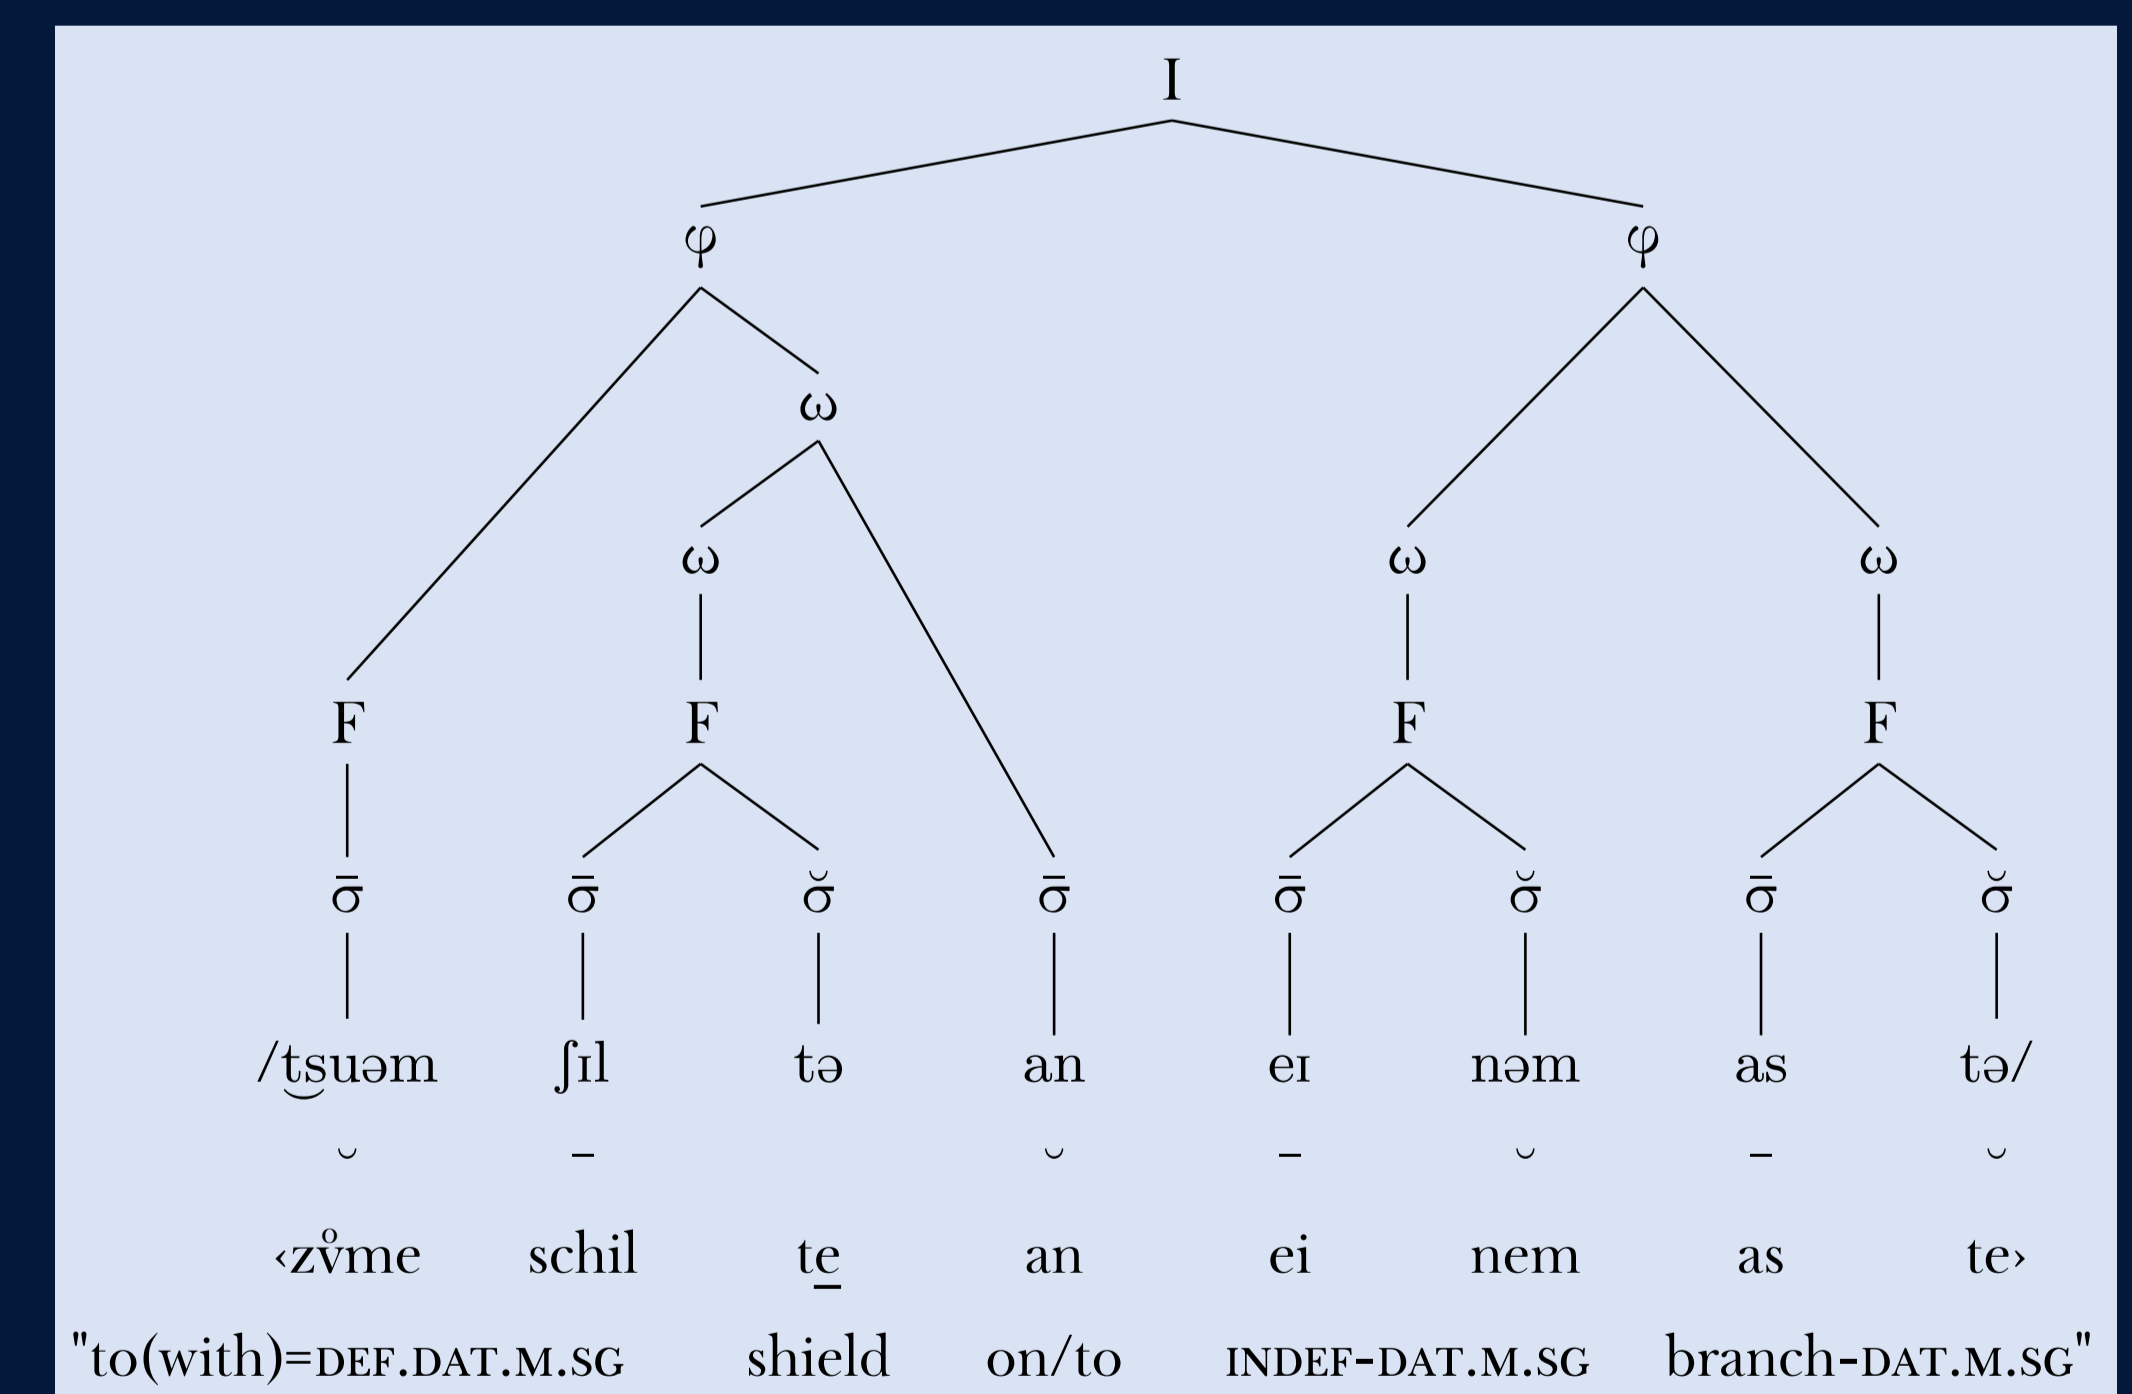 I
φ φ
ω
ω ω ω
F F F F
σ̄ σ̄ σ̆ σ̄ σ̄ σ̆ σ̄ σ̆
/t͜suəm ʃɪl tə an eɪ nəm as tə/
⏑ – ⏑ – ⏑ – ⏑
‹zv̊me schil te̲ an ei nem as te›
"to(with)=DEF.DAT.M.SG shield on/to INDEF-DAT.M.SG branch-DAT.M.SG"